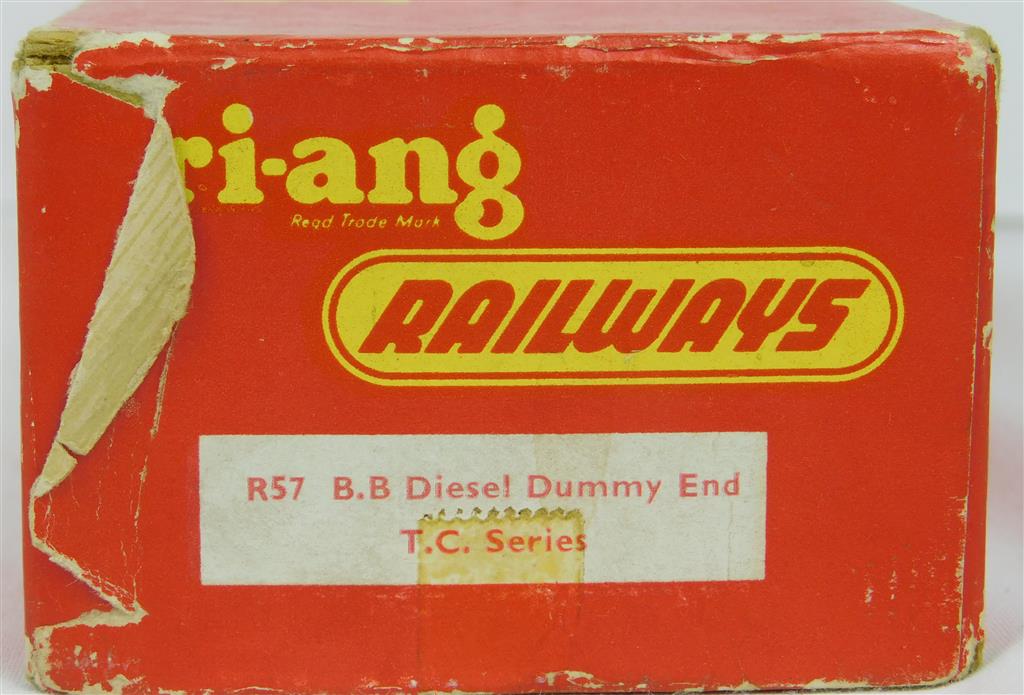 ri-ang
Regd. Trade Mark
RAILWAYS
R57 B.B Diesel Dummy End
T.C. Series